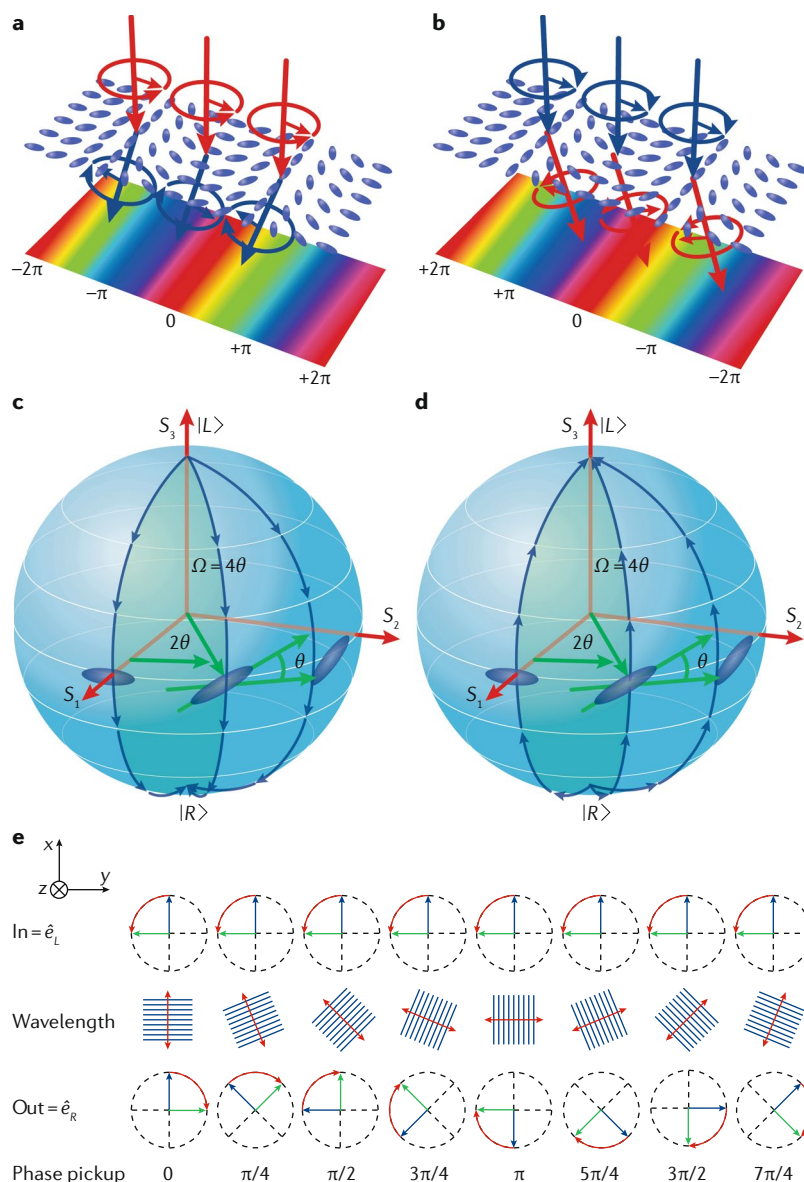 a
b
−2π
−π
0
+π
+2π
+2π
+π
0
−π
−2π
c
d
S3 |L>
Ω = 4θ
S2
2θ
θ
S1
|R>
S3 |L>
Ω = 4θ
S2
2θ
θ
S1
|R>
e
x
z y
In = êL
Wavelength
Out = êR
Phase pickup 0 π/4 π/2 3π/4 π 5π/4 3π/2 7π/4